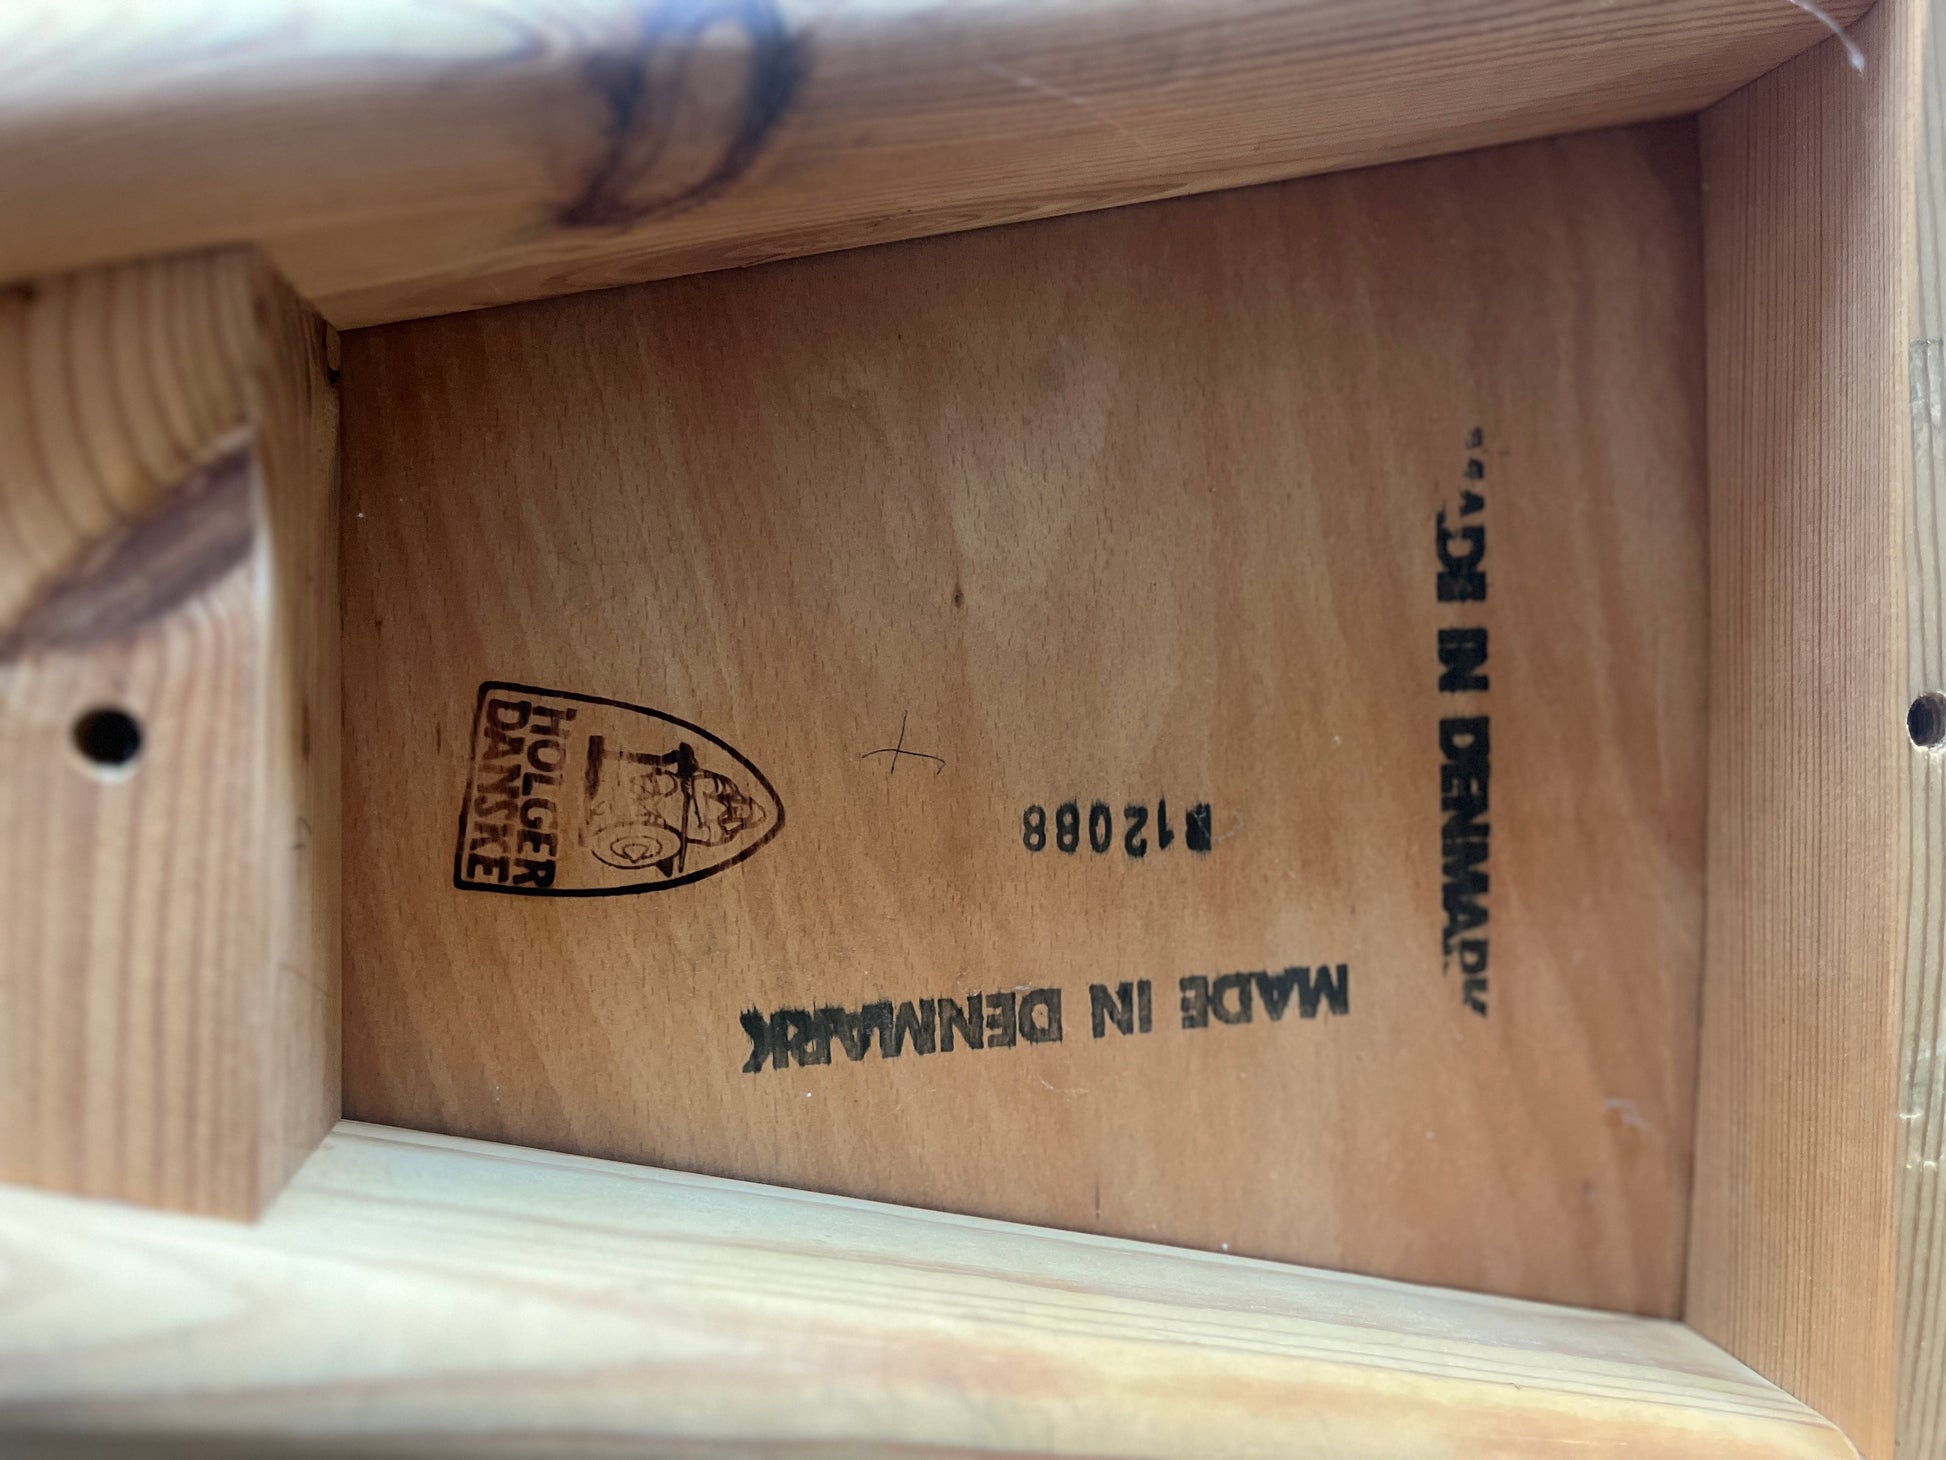 HOLGER
DANSKE
12088
MADE IN DENMARK
MADE IN DENMARK